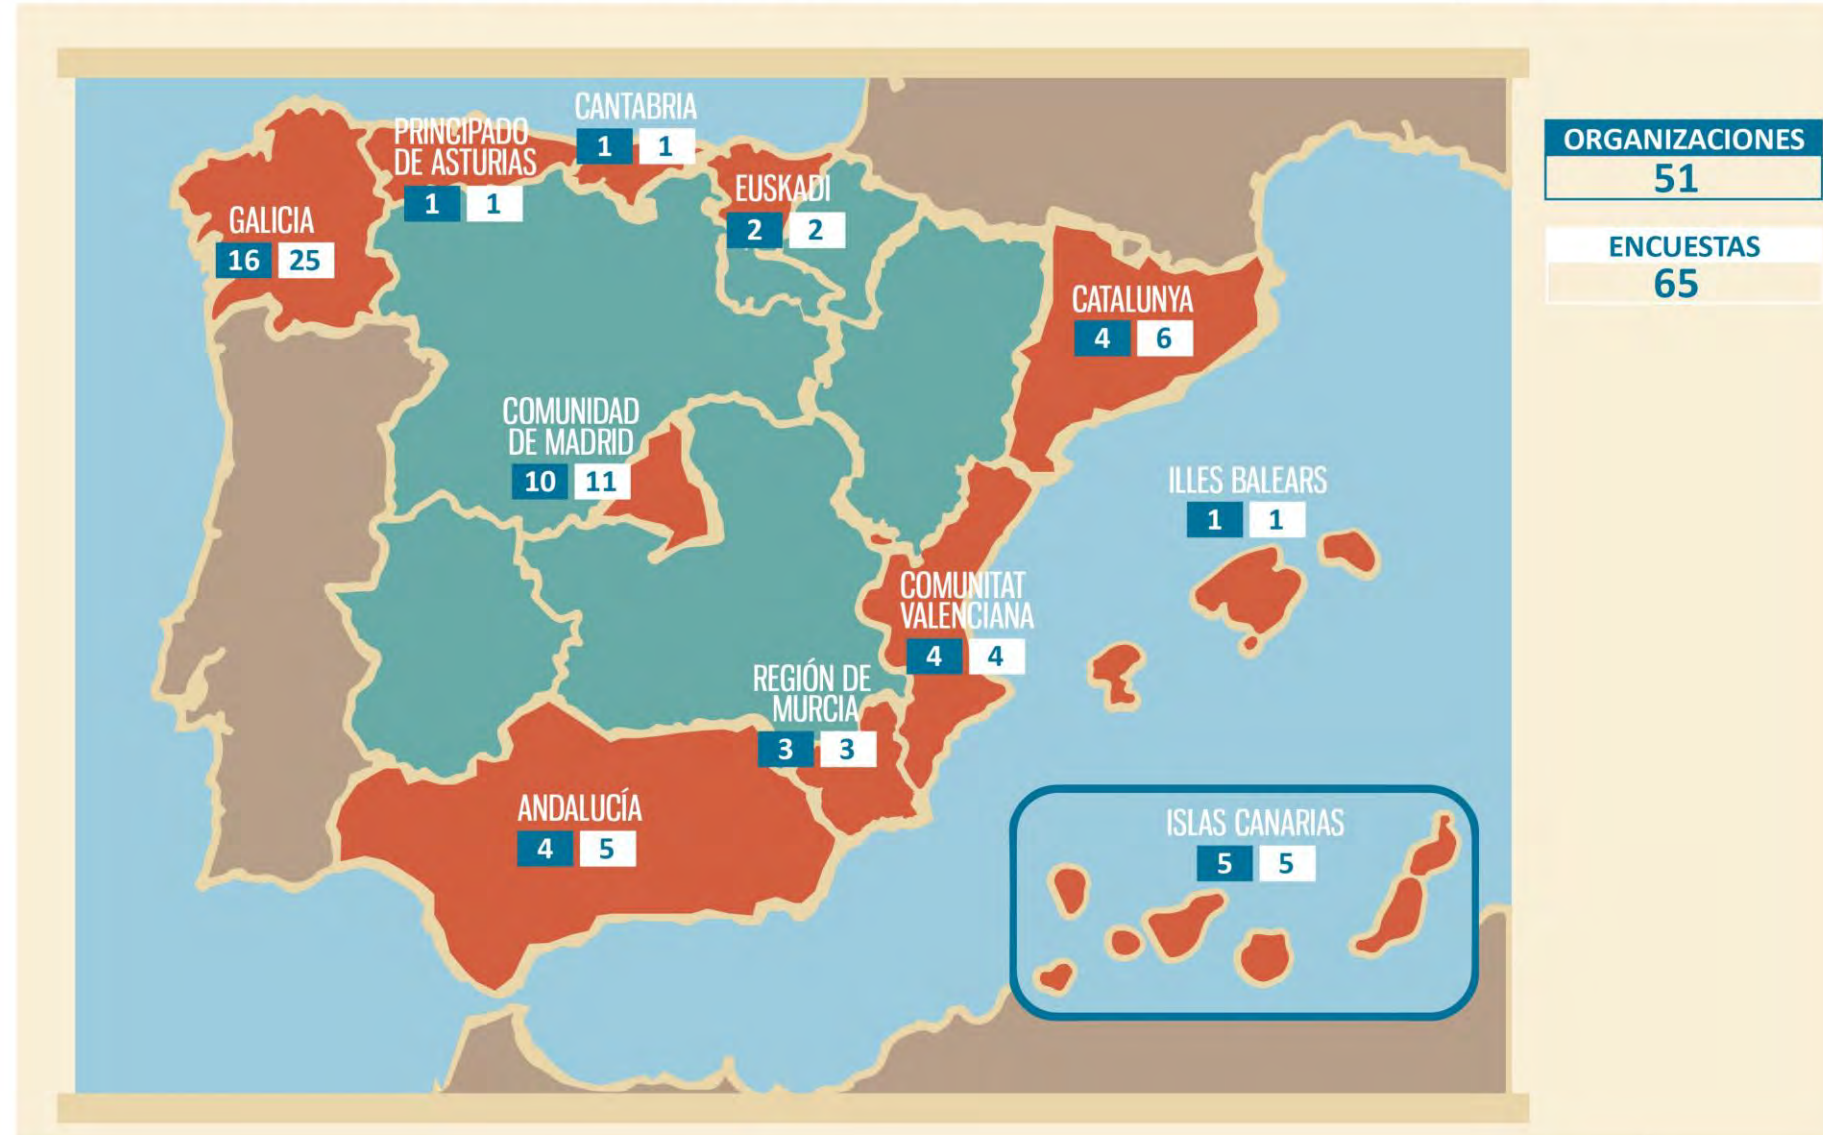 CANTABRIA
1 1
PRINCIPADO
DE ASTURIAS
1 1
EUSKADI
2 2
GALICIA
16 25
CATALUNYA
4 6
COMUNIDAD
DE MADRID
10 11
ILLES BALEARS
1 1
COMUNITAT
VALENCIANA
4 4
REGIÓN DE
MURCIA
3 3
ANDALUCÍA
4 5
ISLAS CANARIAS
5 5
ORGANIZACIONES
51
ENCUESTAS
65